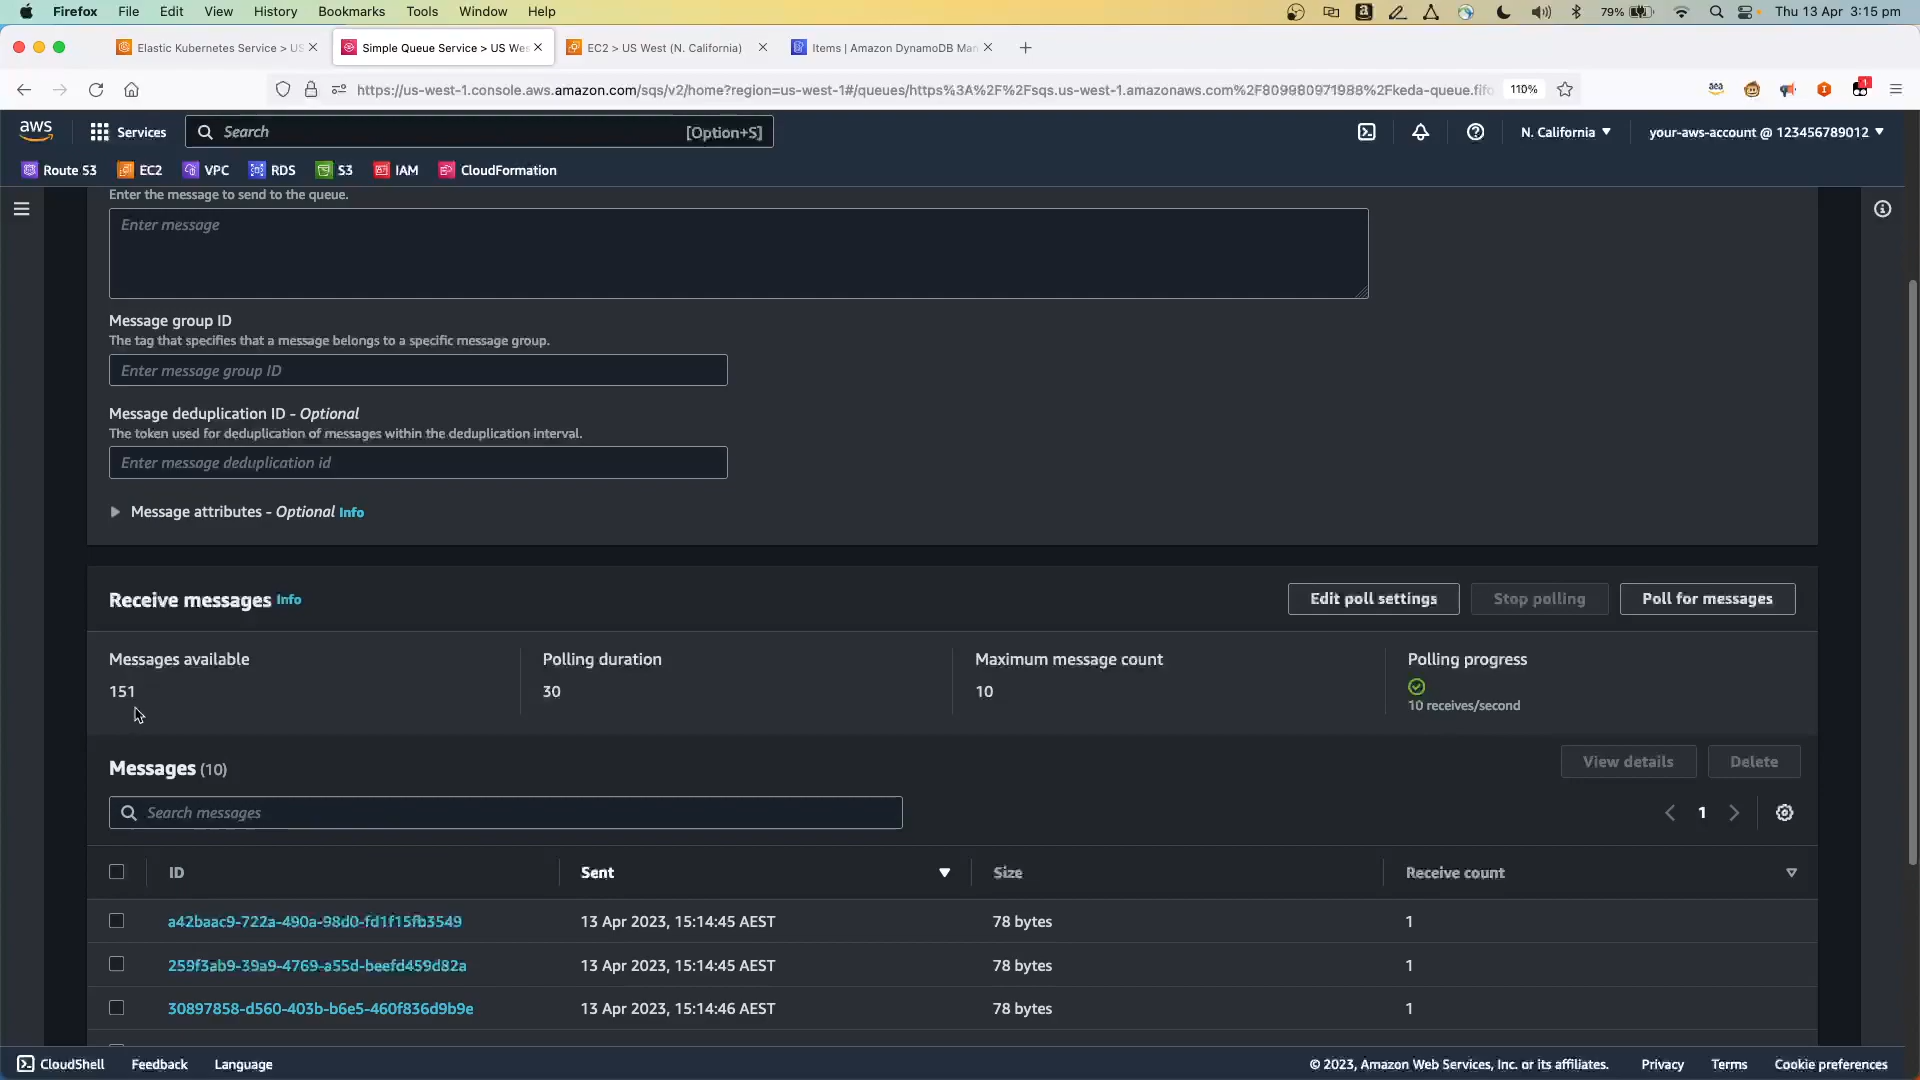 Firefox File Edit View History Bookmarks Tools Window Help 79% Thu 13 Apr 3:15 pm
Elastic Kubernetes Service > US Simple Queue Service > US Wes EC2 > US West (N. California) Items | Amazon DynamoDB Man
https://us-west-1.console.aws.amazon.com/sqs/v2/home?region=us-west-1#/queues/https%3A%2F%2Fsqs.us-west-1.amazonaws.com%2F809980971988%2Fkeda-queue.fifo 110% aea 1
aws Services Search [Option+S] N. California your-aws-account @ 123456789012
Route 53 EC2 VPC RDS S3 IAM CloudFormation
Enter the message to send to the queue.
Enter message
Message group ID
The tag that specifies that a message belongs to a specific message group.
Enter message group ID
Message deduplication ID - Optional
The token used for deduplication of messages within the deduplication interval.
Enter message deduplication id
Message attributes - Optional Info
Receive messages Info Edit poll settings Stop polling Poll for messages
Messages available Polling duration Maximum message count Polling progress
151 30 10
10 receives/second
Messages (10) View details Delete
Search messages 1
ID Sent Size Receive count
a42baac9-722a-490a-98d0-fd1f15fb3549 13 Apr 2023, 15:14:45 AEST 78 bytes 1
259f3ab9-39a9-4769-a55d-beefd459d82a 13 Apr 2023, 15:14:45 AEST 78 bytes 1
30897858-d560-403b-b6e5-460f836d9b9e 13 Apr 2023, 15:14:46 AEST 78 bytes 1
CloudShell Feedback Language © 2023, Amazon Web Services, Inc. or its affiliates. Privacy Terms Cookie preferences